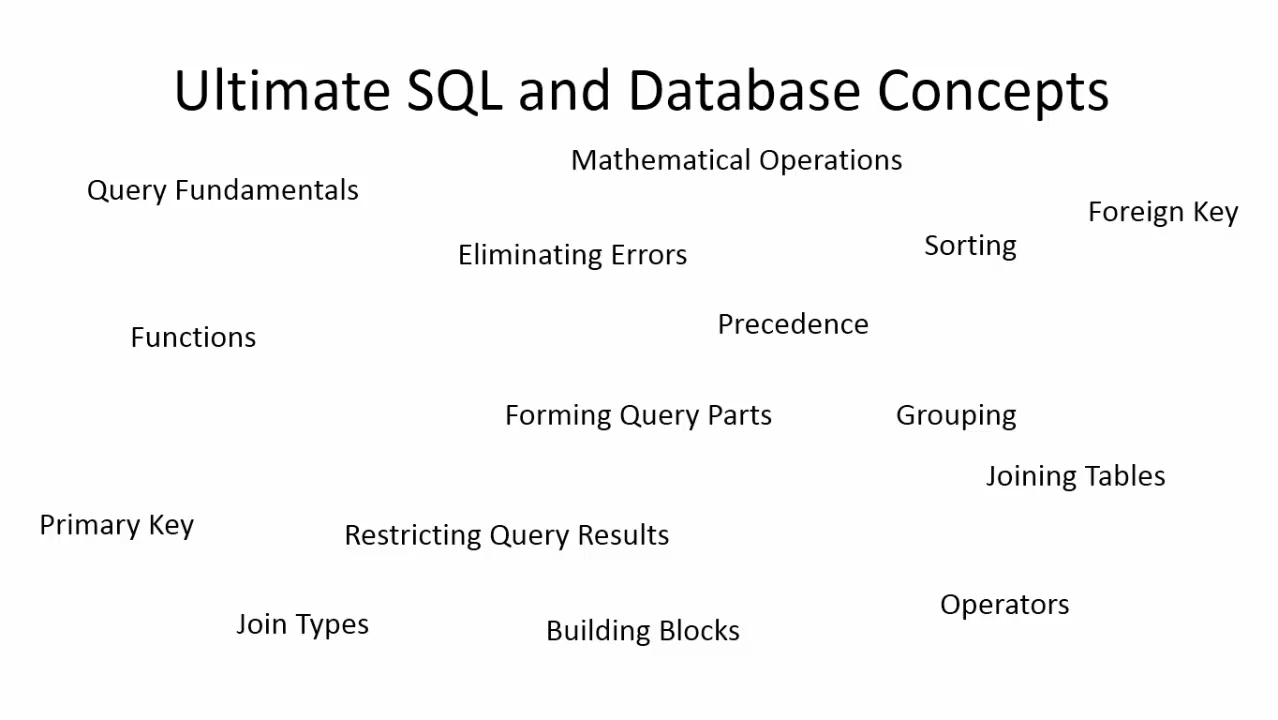 Ultimate SQL and Database Concepts
Mathematical Operations
Query Fundamentals
Foreign Key
Sorting
Eliminating Errors
Precedence
Functions
Forming Query Parts
Grouping
Joining Tables
Primary Key
Restricting Query Results
Operators
Join Types
Building Blocks